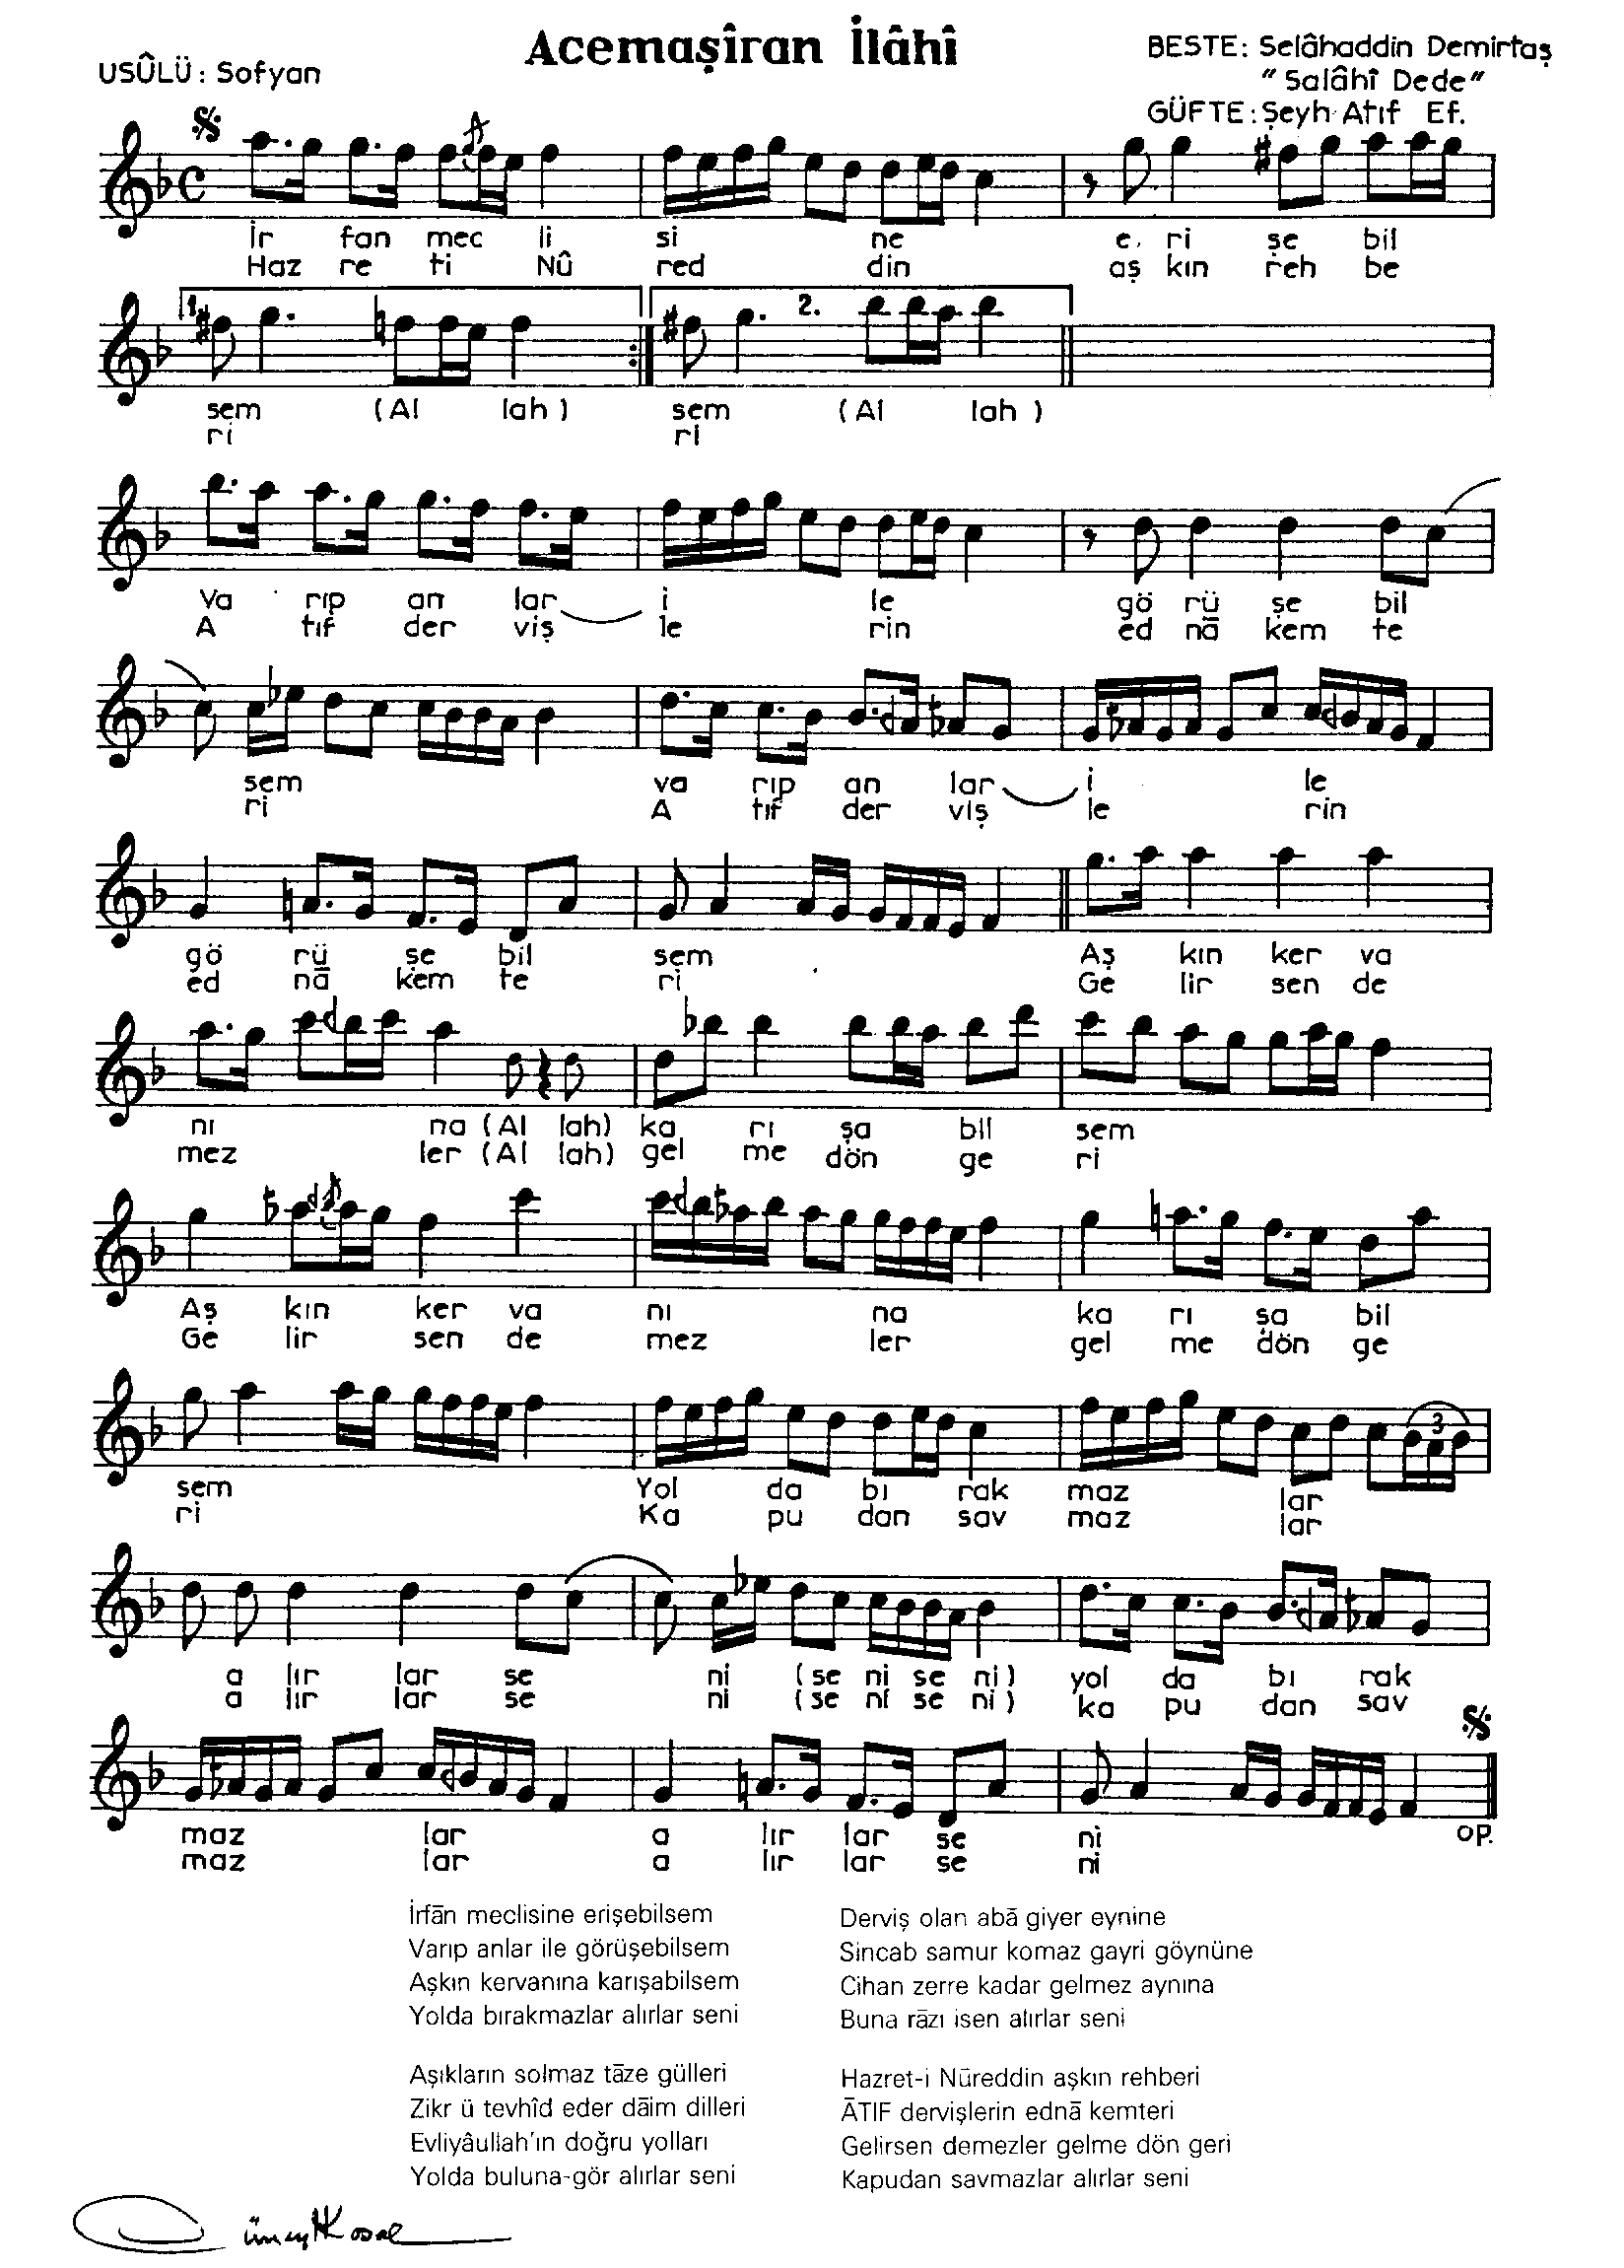 Acemaşîran İlâhî
USÛLÜ: Sofyan
BESTE: Selâhaddin Demirtaş
"Salâhî Dede"
GÜFTE: Şeyh Atıf Ef.
İr fan mec li si ne e. ri şe bil
Haz re ti Nû red din aş kın reh be
1. 2.
sem (Al lah) sem (Al lah)
ri ri
Va rıp an lar i le gö rü şe bil
A tıf der viş le rin ed nā kem te
sem va rıp an lar i le
ri A tıf der viş le rin
gö rü şe bil sem Aş kın ker va
ed nā kem te ri Ge lir sen de
nı na (Al lah) ka rı şa bil sem
mez ler (Al lah) gel me dön ge ri
Aş kın ker va nı na ka rı şa bil
Ge lir sen de mez ler gel me dön ge
3
sem Yol da bı rak maz lar
ri Ka pu dan sav maz lar
a lır lar se ni (se ni se ni) yol da bı rak
a lır lar se ni (se ni se ni) ka pu dan sav
maz lar a lır lar se ni op.
maz lar a lır lar se ni
İrfān meclisine erişebilsem
Varıp anlar ile görüşebilsem
Aşkın kervanına karışabilsem
Yolda bırakmazlar alırlar seni
Aşıkların solmaz tāze gülleri
Zikr ü tevhîd eder dāim dilleri
Evliyâullah'ın doğru yolları
Yolda buluna-gör alırlar seni
Derviş olan abā giyer eynine
Sincab samur komaz gayri göynüne
Cihan zerre kadar gelmez aynına
Buna rāzı isen alırlar seni
Hazret-i Nūreddin aşkın rehberi
ĀTIF dervişlerin ednā kemteri
Gelirsen demezler gelme dön geri
Kapudan savmazlar alırlar seni